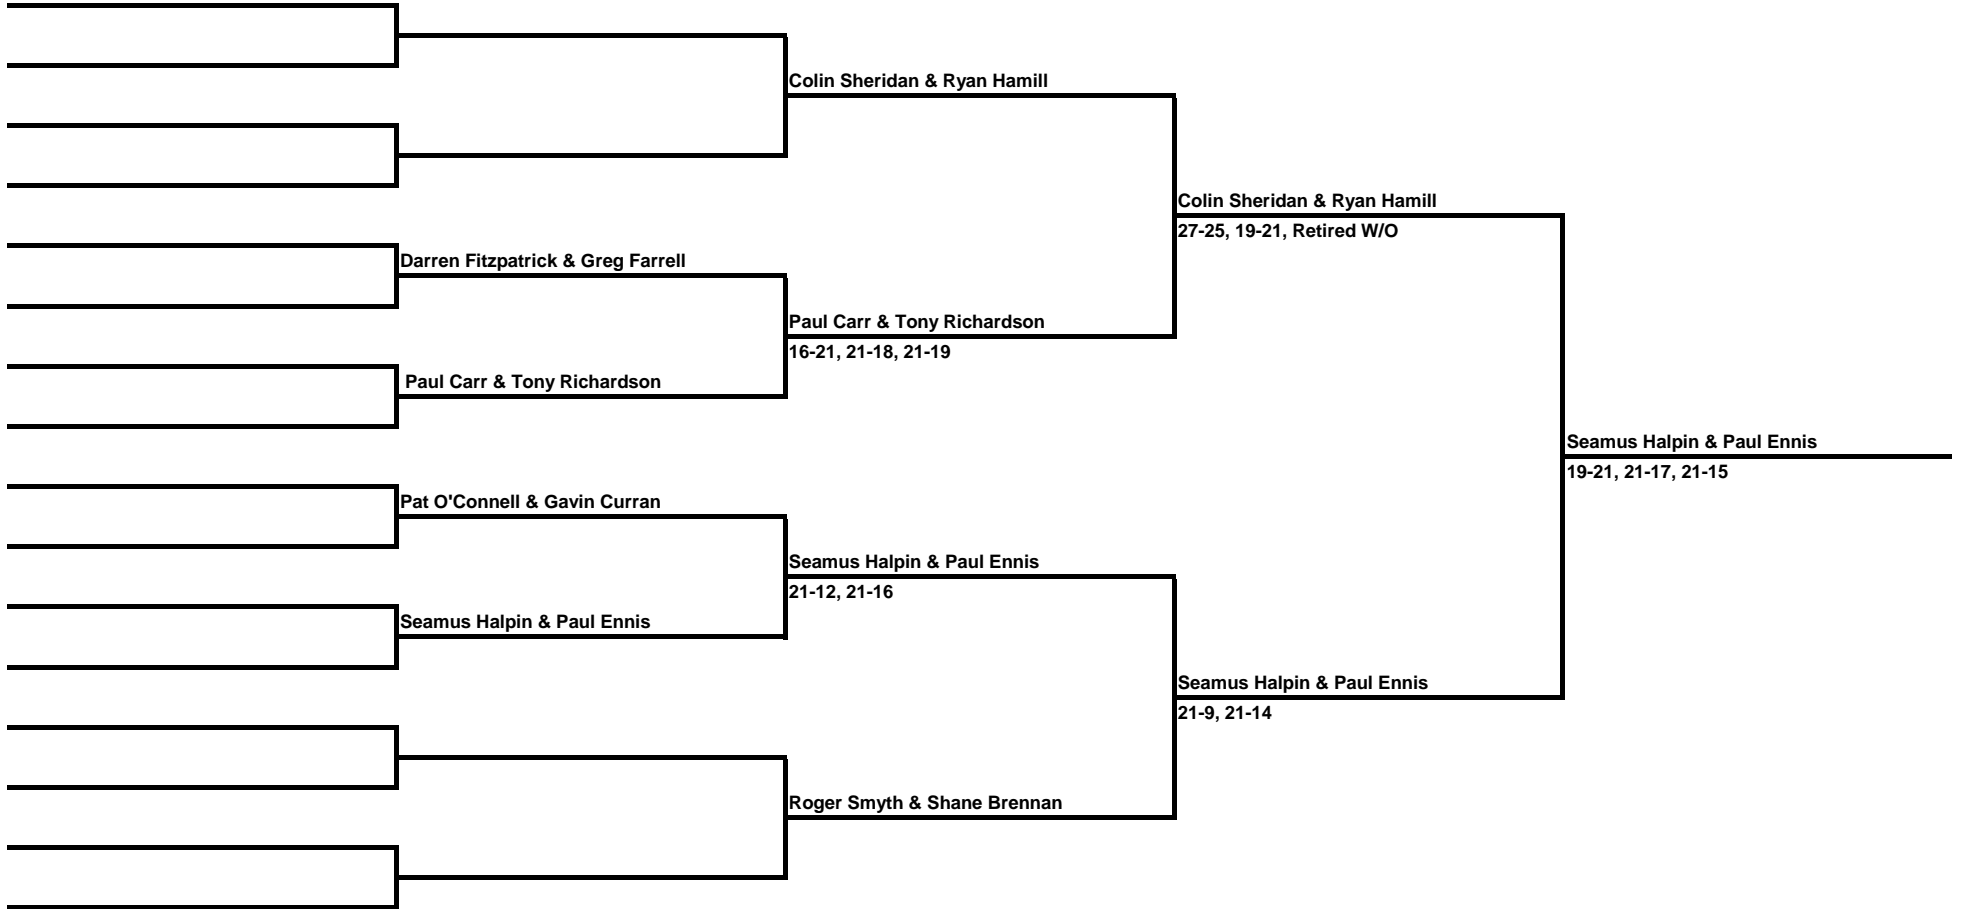 Colin Sheridan & Ryan Hamill
Colin Sheridan & Ryan Hamill
27-25, 19-21, Retired W/O
Darren Fitzpatrick & Greg Farrell
Paul Carr & Tony Richardson
16-21, 21-18, 21-19
Paul Carr & Tony Richardson
Seamus Halpin & Paul Ennis
19-21, 21-17, 21-15
Pat O'Connell & Gavin Curran
Seamus Halpin & Paul Ennis
21-12, 21-16
Seamus Halpin & Paul Ennis
Seamus Halpin & Paul Ennis
21-9, 21-14
Roger Smyth & Shane Brennan